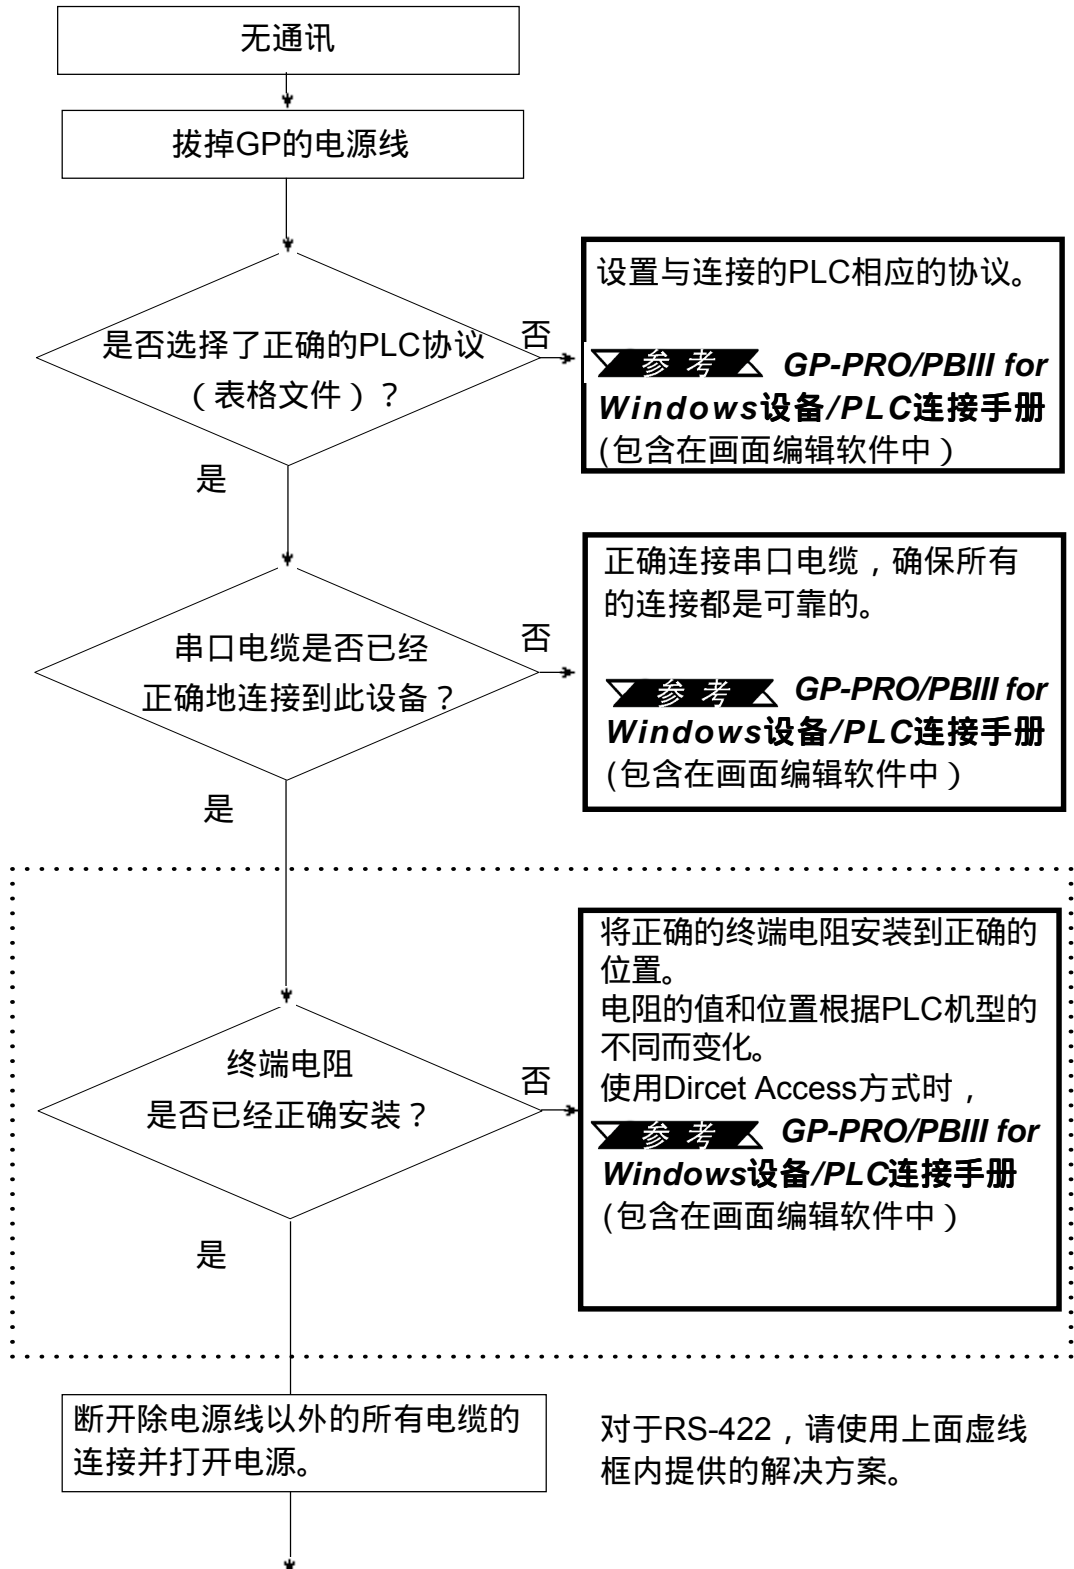 无通讯
拔掉GP的电源线
是否选择了正确的PLC协议
（表格文件）？
否
设置与连接的PLC相应的协议。
参 考 GP-PRO/PBIII for
Windows设备/PLC连接手册
(包含在画面编辑软件中）
是
串口电缆是否已经
正确地连接到此设备？
否
正确连接串口电缆，确保所有
的连接都是可靠的。
参 考 GP-PRO/PBIII for
Windows设备/PLC连接手册
(包含在画面编辑软件中）
是
终端电阻
是否已经正确安装？
否
将正确的终端电阻安装到正确的
位置。
电阻的值和位置根据PLC机型的
不同而变化。
使用Dircet Access方式时，
参 考 GP-PRO/PBIII for
Windows设备/PLC连接手册
(包含在画面编辑软件中）
是
断开除电源线以外的所有电缆的
连接并打开电源。
对于RS-422，请使用上面虚线
框内提供的解决方案。